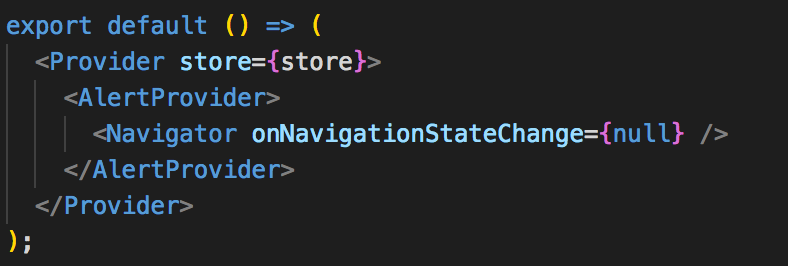 export default () => (
<Provider store={store}>
<AlertProvider>
<Navigator onNavigationStateChange={null} />
</AlertProvider>
</Provider>
);